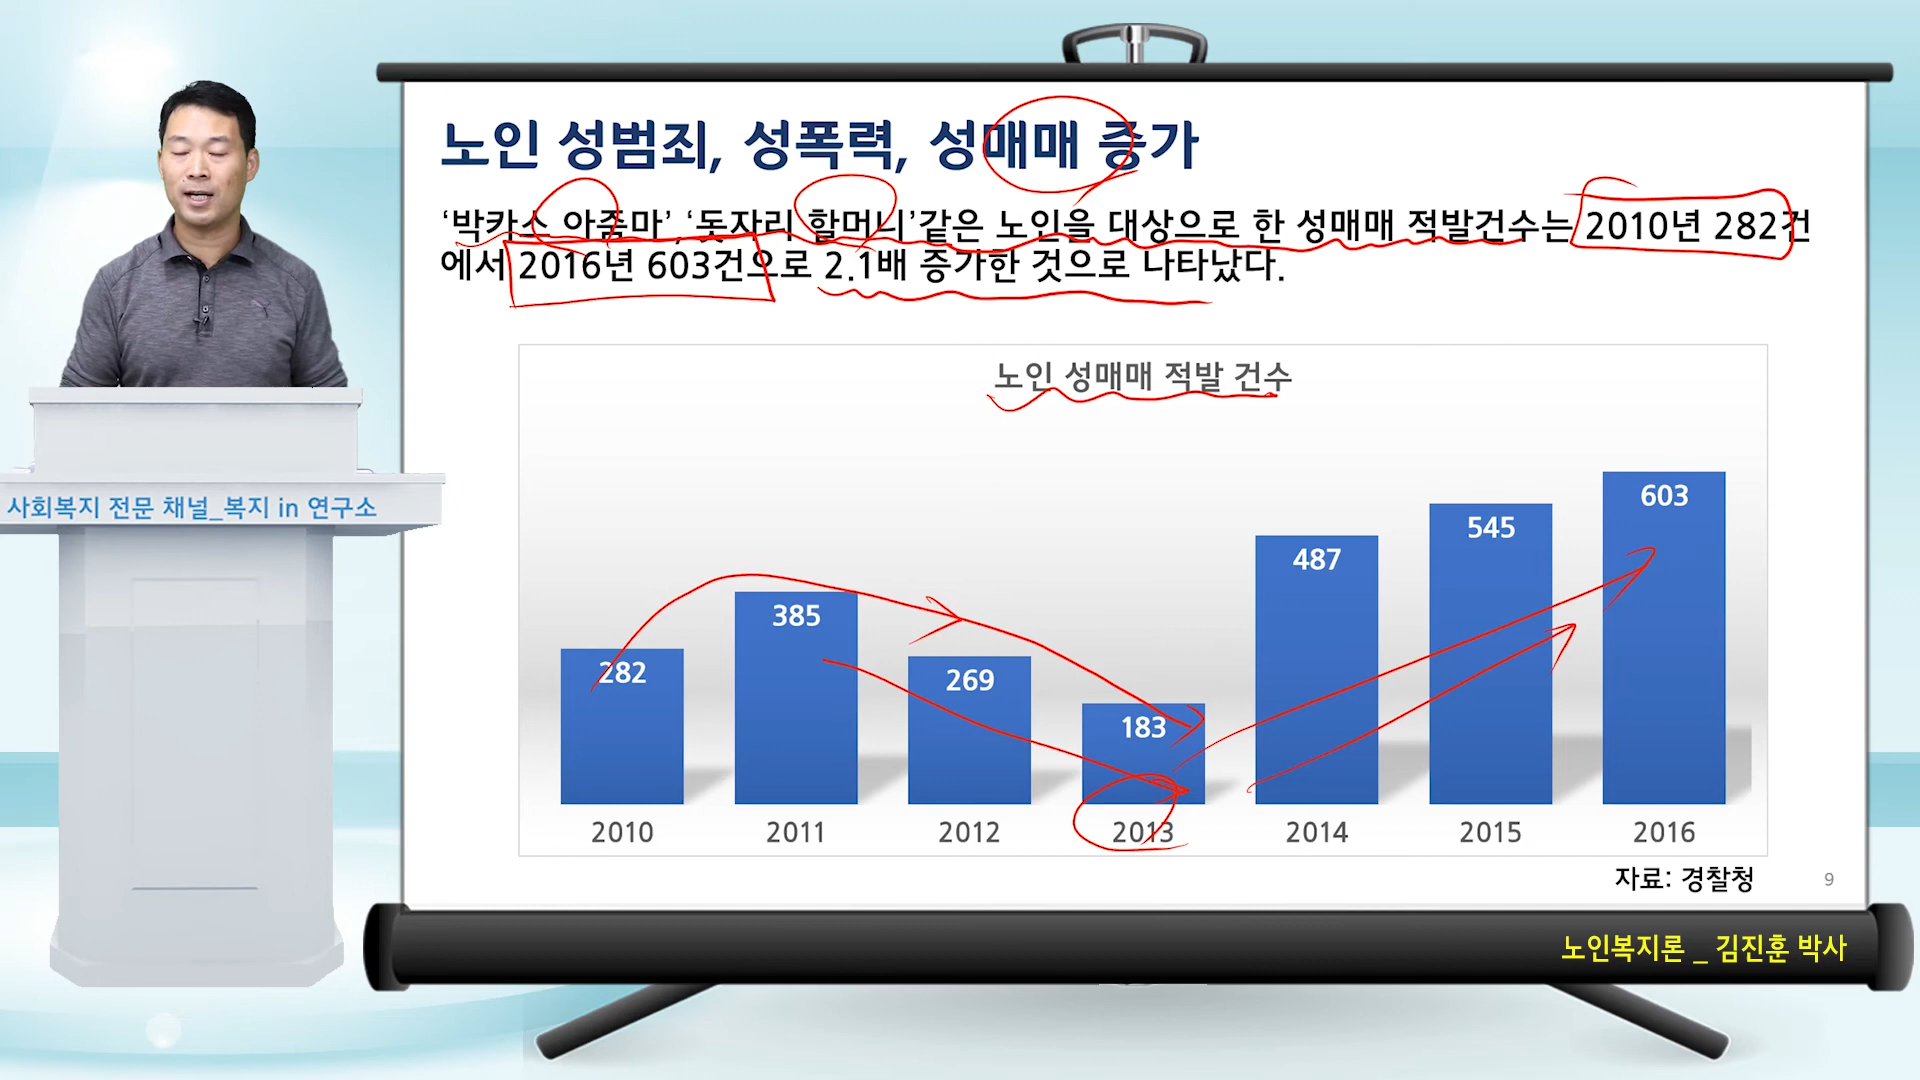 노인 성범죄, 성폭력, 성매매 증가
‘박카스 아줌마’,‘돗자리 할머니’같은 노인을 대상으로 한 성매매 적발건수는 2010년 282건
에서 2016년 603건으로 2.1배 증가한 것으로 나타났다.
노인 성매매 적발 건수
282
385
269
183
487
545
603
2010
2011
2012
2013
2014
2015
2016
자료: 경찰청
9
사회복지 전문 채널_복지 in 연구소
노인복지론 _ 김진훈 박사